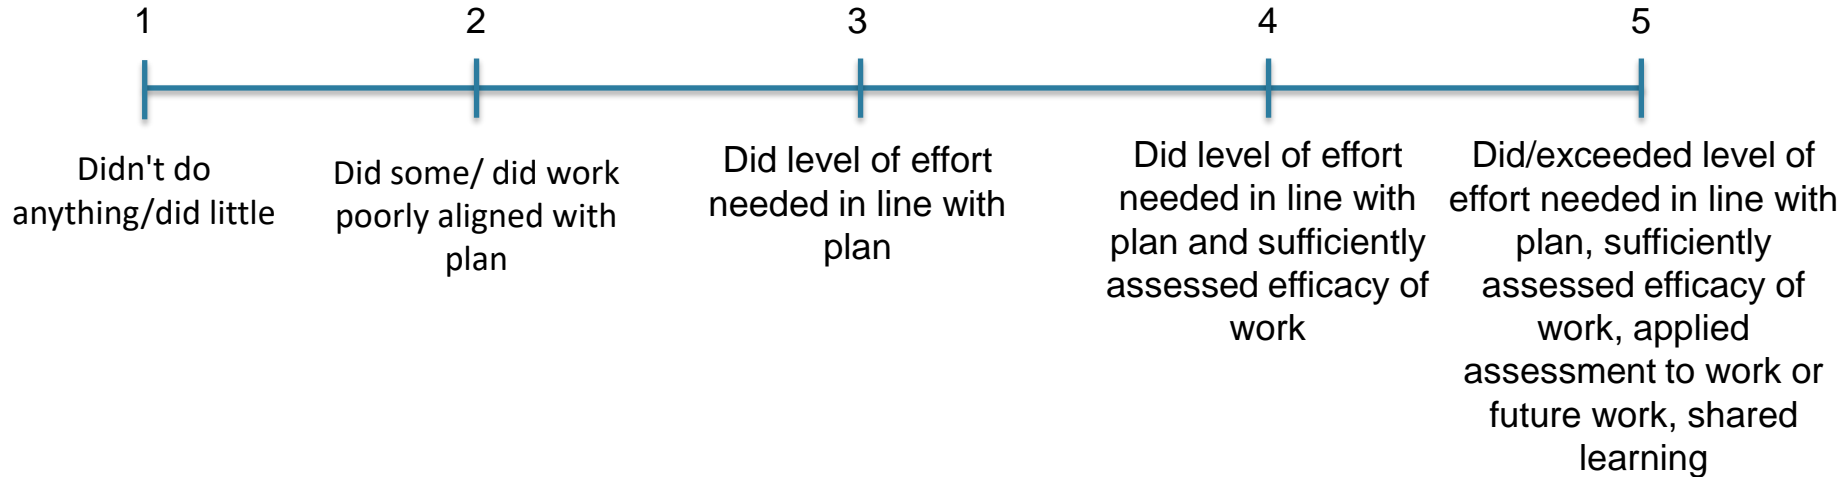 1
2
3
4
5
Didn't do
anything/did little
Did some/ did work
poorly aligned with
plan
Did level of effort
needed in line with
plan
Did level of effort
needed in line with
plan and sufficiently
assessed efficacy of
work
Did/exceeded level of
effort needed in line with
plan, sufficiently
assessed efficacy of
work, applied
assessment to work or
future work, shared
learning